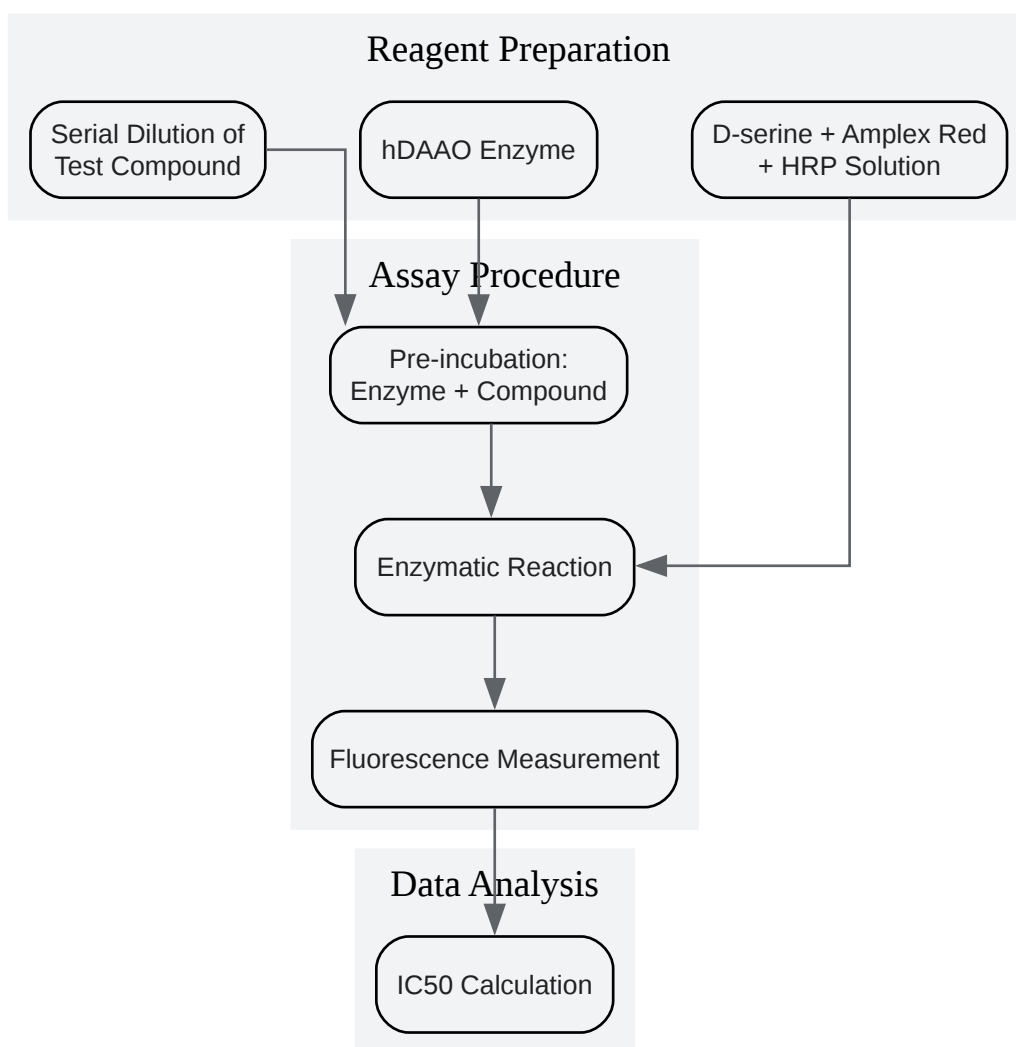 Reagent Preparation
Serial Dilution of
Test Compound
hDAAO Enzyme
D-serine + Amplex Red
+ HRP Solution
Assay Procedure
Pre-incubation:
Enzyme + Compound
Enzymatic Reaction
Fluorescence Measurement
Data Analysis
IC50 Calculation